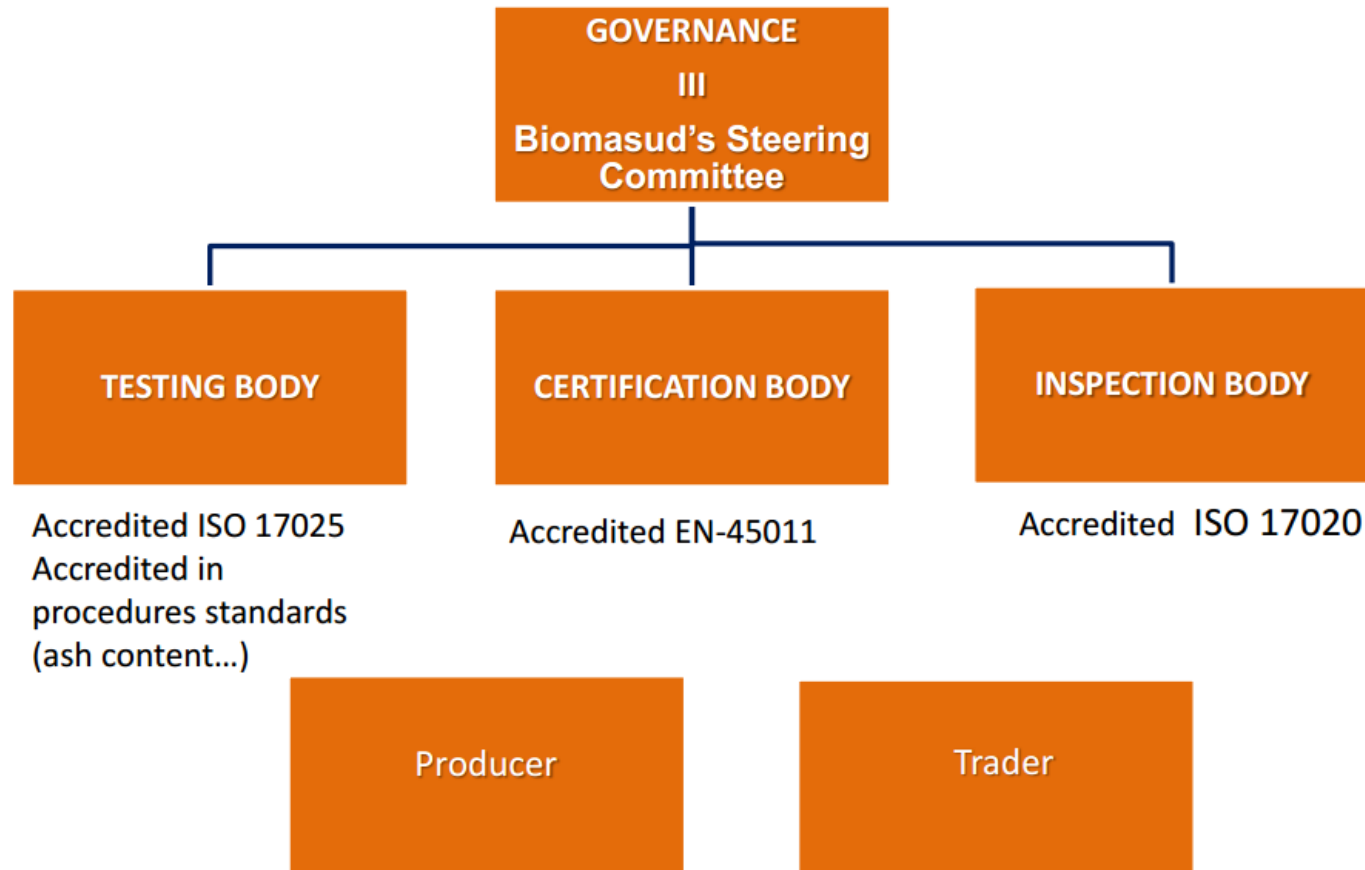 GOVERNANCE
III
Biomasud’s Steering
Committee
TESTING BODY
CERTIFICATION BODY
INSPECTION BODY
Accredited ISO 17025
Accredited in
procedures standards
(ash content...)
Accredited EN-45011
Accredited ISO 17020
Producer
Trader